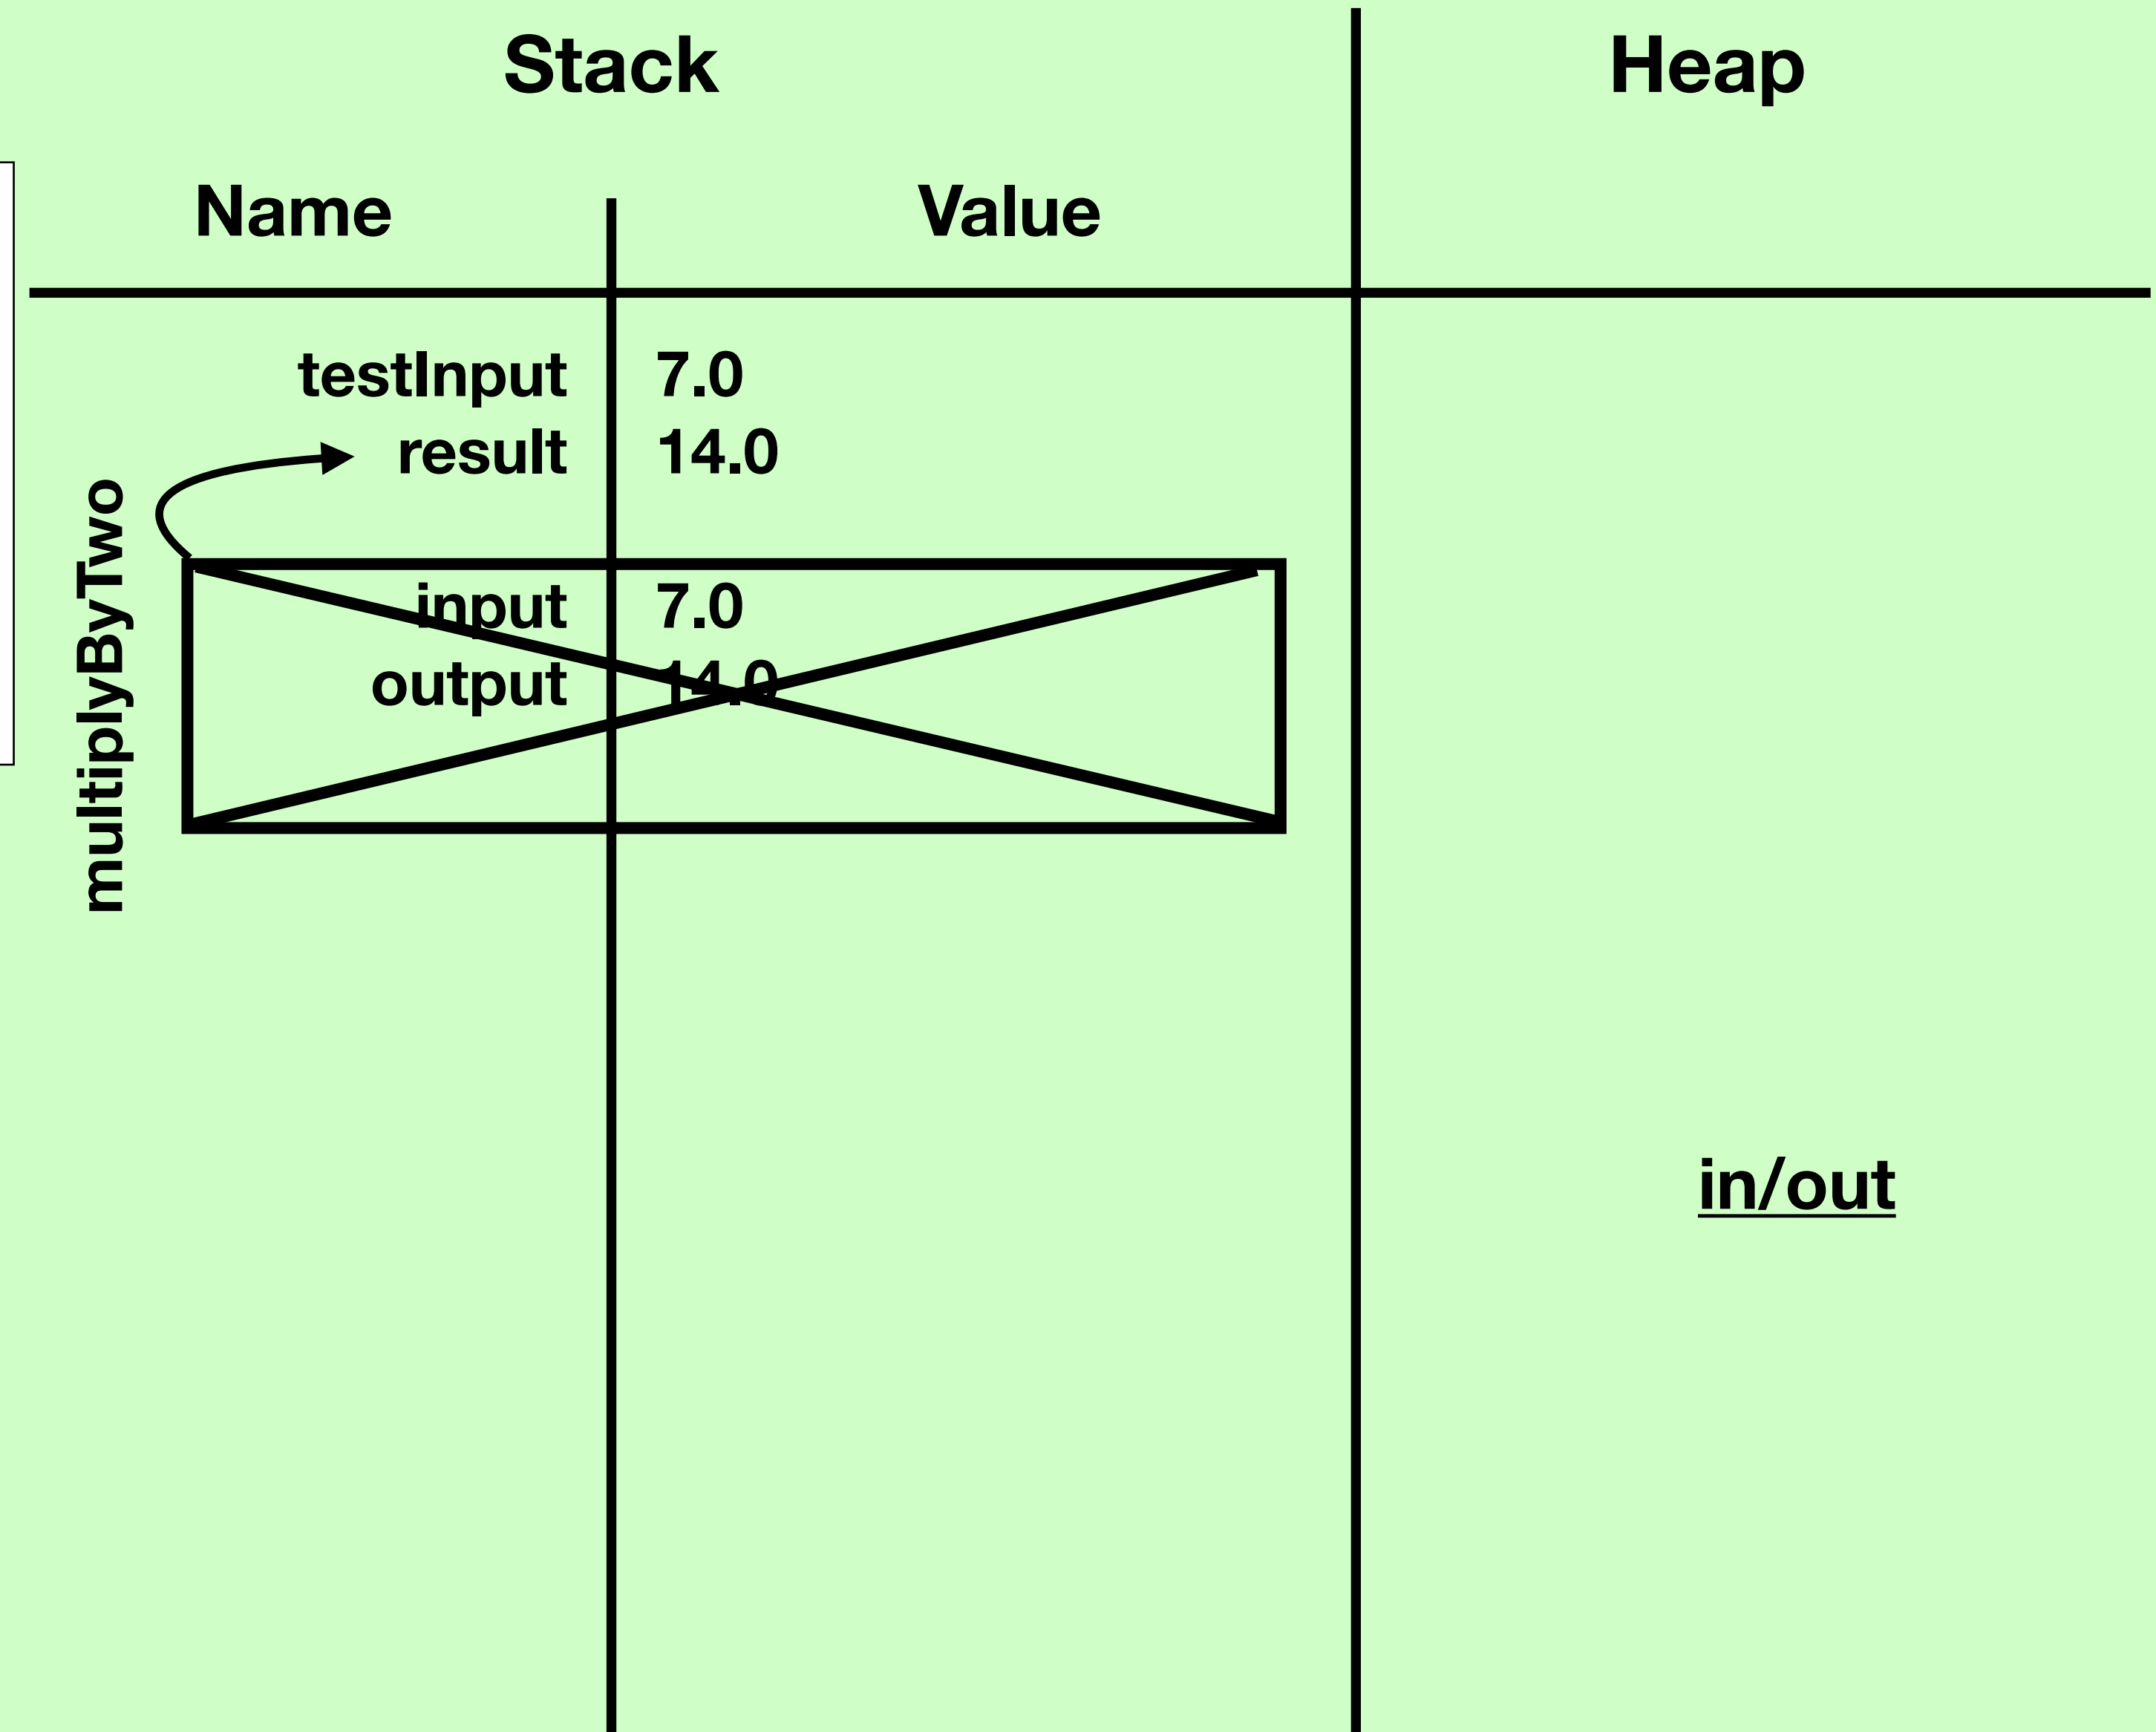 Stack
Heap
Name
Value
testInput 7.0
result 14.0
multiplyByTwo
input 7.0
output 14.0
in/out